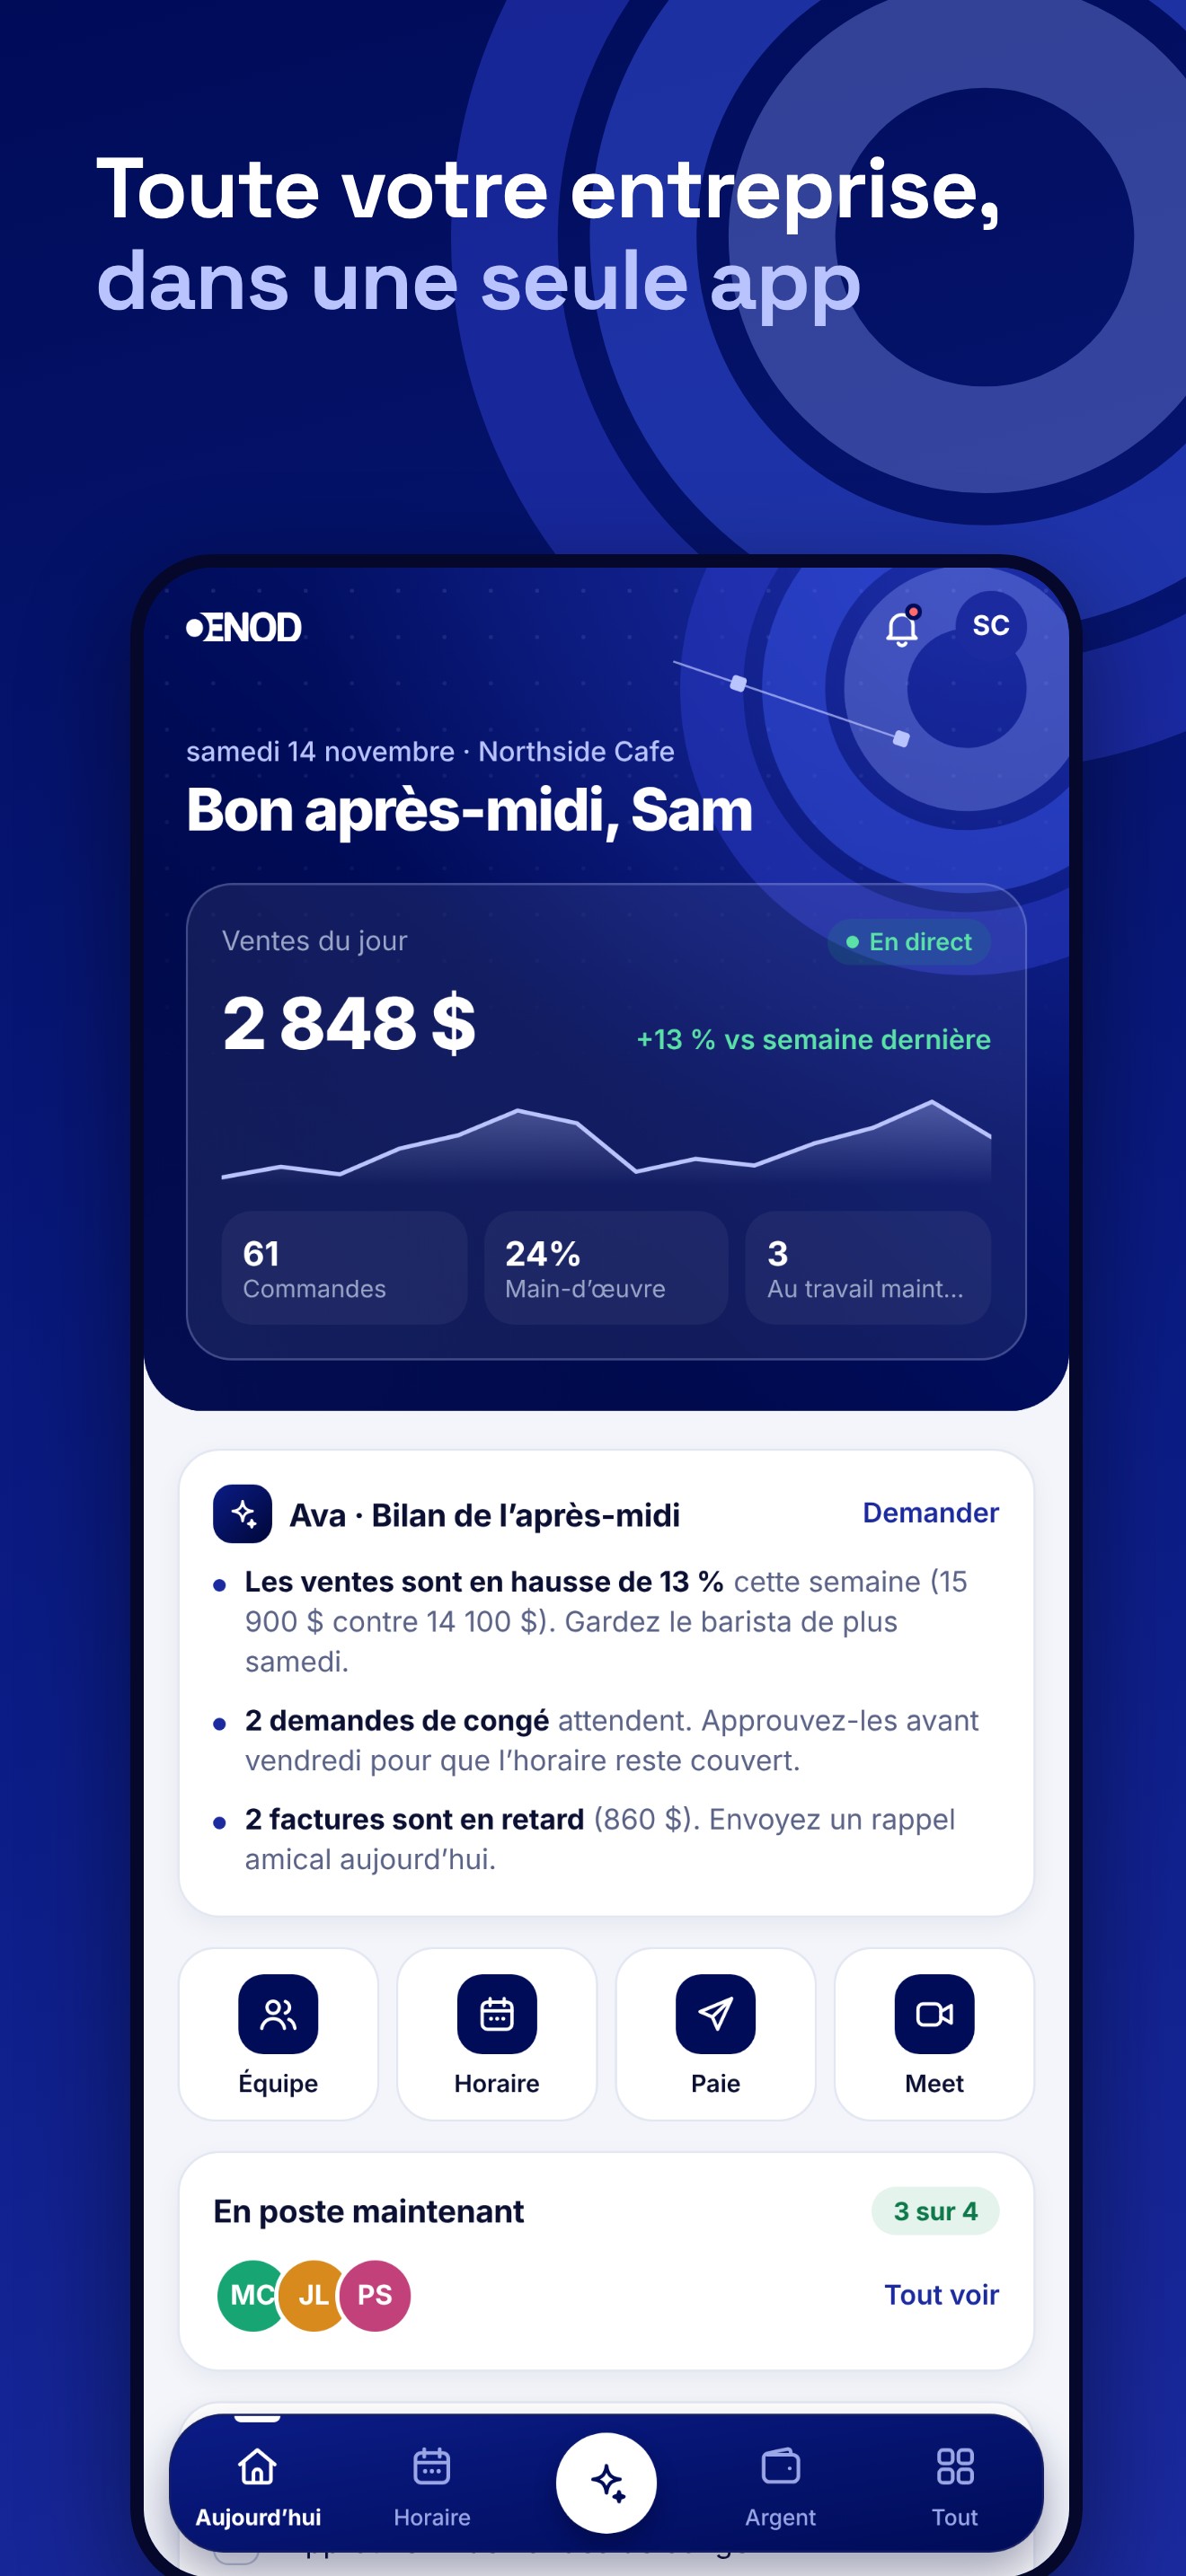 Toute votre entreprise,
dans une seule app
ENOD
SC
samedi 14 novembre · Northside Cafe
Bon après-midi, Sam
Ventes du jour
En direct
2 848 $
+13 % vs semaine dernière
61
Commandes
24%
Main-d’œuvre
3
Au travail maint...
Ava · Bilan de l’après-midi
Demander
Les ventes sont en hausse de 13 % cette semaine (15
900 $ contre 14 100 $). Gardez le barista de plus
samedi.
2 demandes de congé attendent. Approuvez-les avant
vendredi pour que l’horaire reste couvert.
2 factures sont en retard (860 $). Envoyez un rappel
amical aujourd’hui.
Équipe
Horaire
Paie
Meet
En poste maintenant
3 sur 4
MC
JL
PS
Tout voir
Aujourd’hui
Horaire
Argent
Tout